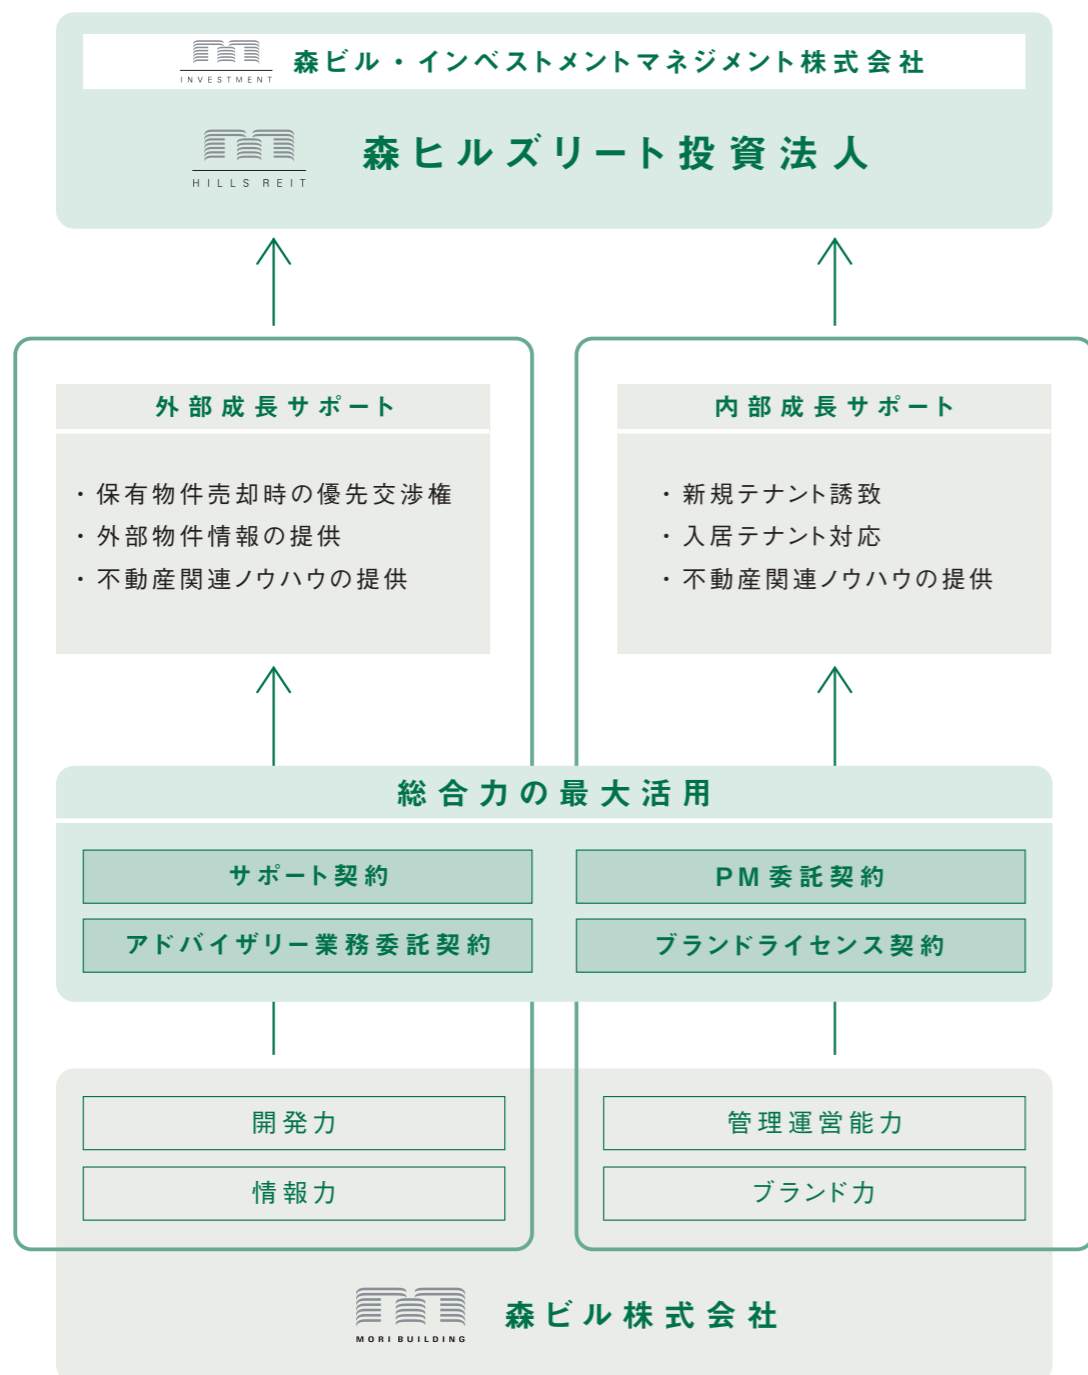 INVESTMENT
森ビル・インベストメントマネジメント株式会社
HILLS REIT
森ヒルズリート投資法人
外部成長サポート
・保有物件売却時の優先交渉権
・外部物件情報の提供
・不動産関連ノウハウの提供
内部成長サポート
・新規テナント誘致
・入居テナント対応
・不動産関連ノウハウの提供
総合力の最大活用
サポート契約
PM 委託契約
アドバイザリー業務委託契約
ブランドライセンス契約
開発力
管理運営能力
情報力
ブランド力
MORI BUILDING
森ビル株式会社